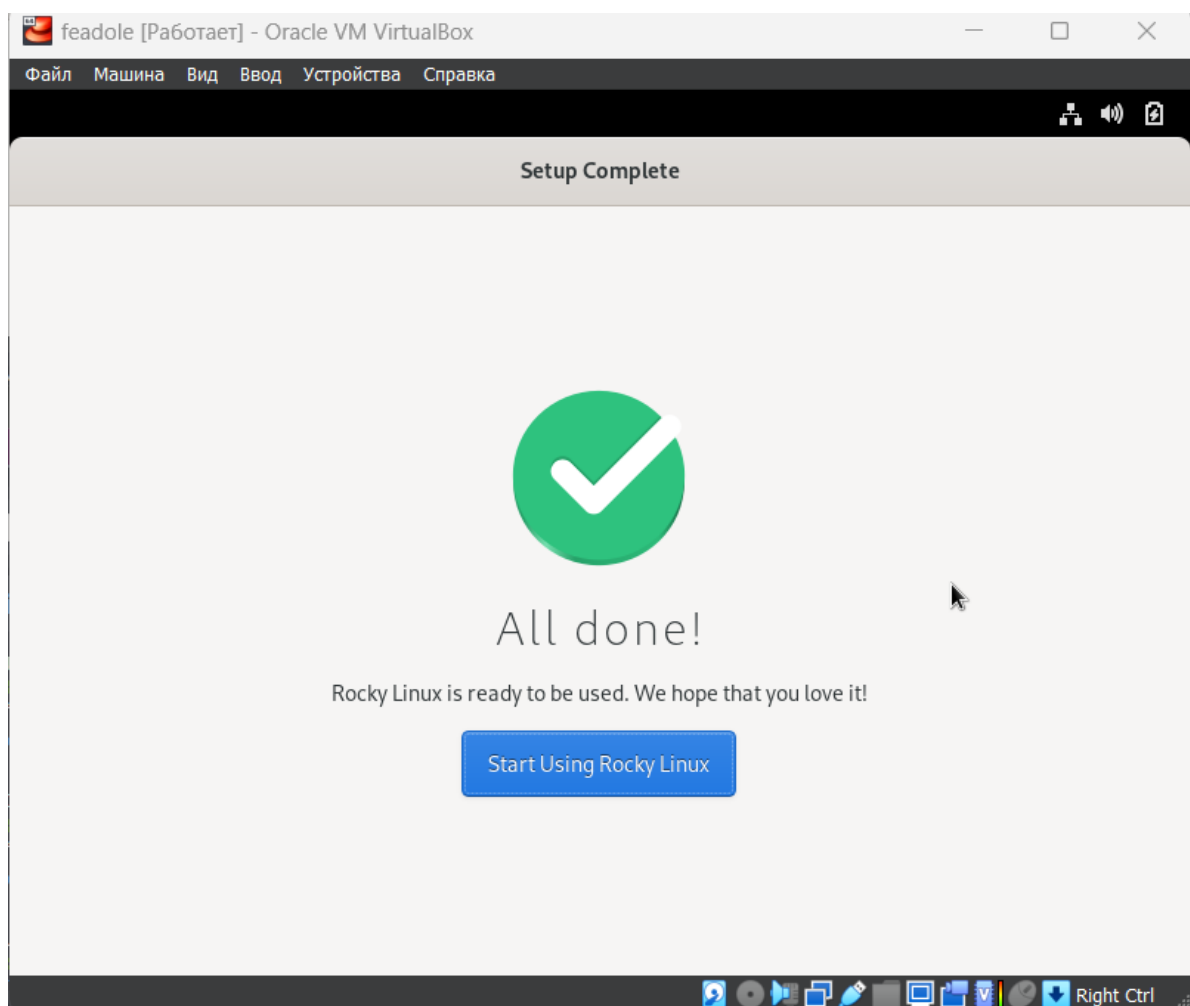 feadole [Работает] - Oracle VM VirtualBox
Файл Машина Вид Ввод Устройства Справка
Setup Complete
All done!
Rocky Linux is ready to be used. We hope that you love it!
Start Using Rocky Linux
Right Ctrl